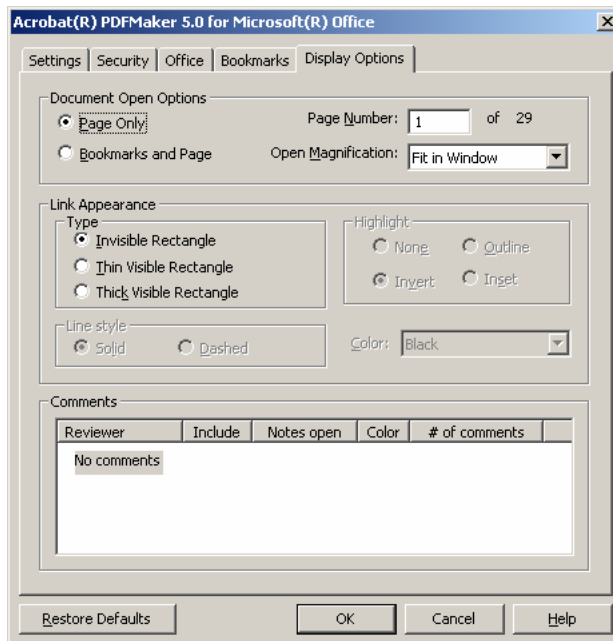 Acrobat(R) PDFMaker 5.0 for Microsoft(R) Office
Settings Security Office Bookmarks Display Options
Document Open Options
Page Only Page Number: 1 of 29
Bookmarks and Page Open Magnification: Fit in Window
Link Appearance
Type Highlight
Invisible Rectangle None Outline
Thin Visible Rectangle Invert Inset
Thick Visible Rectangle
Line style
Solid Dashed Color: Black
Comments
Reviewer Include Notes open Color # of comments
No comments
Restore Defaults OK Cancel Help